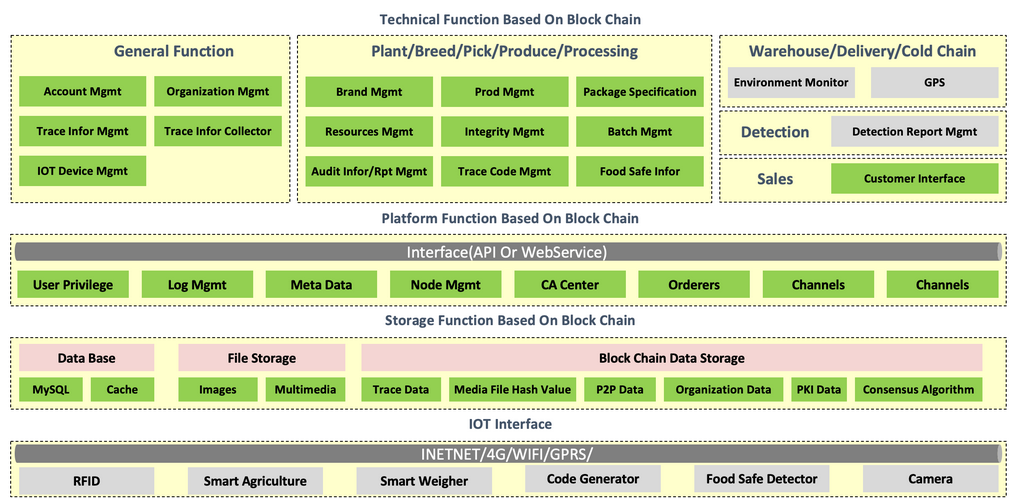 Technical Function Based On Block Chain
General Function
Account Mgmt
Organization Mgmt
Trace Infor Mgmt
Trace Infor Collector
IOT Device Mgmt
Plant/Breed/Pick/Produce/Processing
Brand Mgmt
Prod Mgmt
Package Specification
Resources Mgmt
Integrity Mgmt
Batch Mgmt
Audit Infor/Rpt Mgmt
Trace Code Mgmt
Food Safe Infor
Warehouse/Delivery/Cold Chain
Environment Monitor
GPS
Detection
Detection Report Mgmt
Sales
Customer Interface
Platform Function Based On Block Chain
Interface(API Or WebService)
User Privilege
Log Mgmt
Meta Data
Node Mgmt
CA Center
Orderers
Channels
Channels
Storage Function Based On Block Chain
Data Base
MySQL
Cache
File Storage
Images
Multimedia
Block Chain Data Storage
Trace Data
Media File Hash Value
P2P Data
Organization Data
PKI Data
Consensus Algorithm
IOT Interface
INETNET/4G/WIFI/GPRS/
RFID
Smart Agriculture
Smart Weigher
Code Generator
Food Safe Detector
Camera